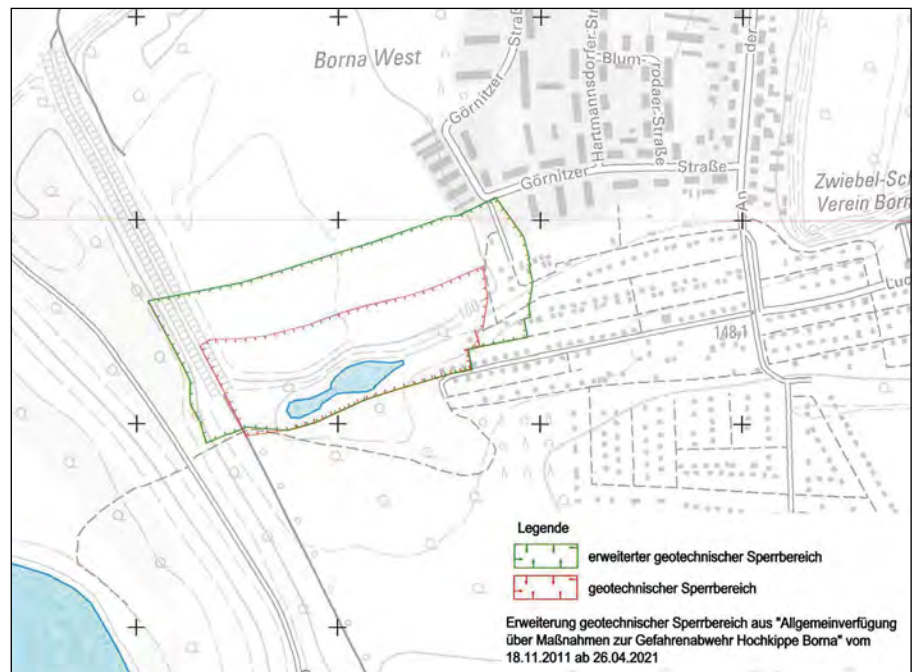 Borna West
Görnitzer
Straße
Hartmannsdorfer Str
Blum-
rodaer-Straße
Görnitzer Straße
An
der
Zwiebel-Sc
Verein Born
160
148,1
Luc
Legende
erweiterter geotechnischer Sperrbereich
geotechnischer Sperrbereich
Erweiterung geotechnischer Sperrbereich aus "Allgemeinverfügung
über Maßnahmen zur Gefahrenabwehr Hochkippe Borna" vom
18.11.2011 ab 26.04.2021